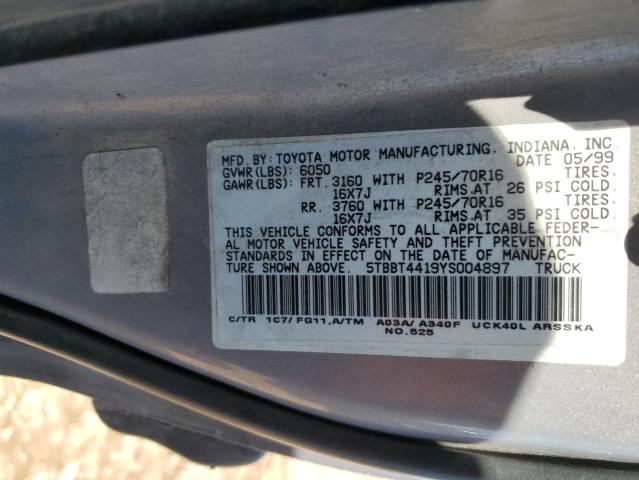 MFD. BY: TOYOTA MOTOR MANUFACTURING, INDIANA, INC.
GVWR(LBS): 6050 DATE 05/99
GAWR(LBS): FRT. 3160 WITH P245/70R16 TIRES.
16X7J RIMS.AT 26 PSI COLD.
RR. 3760 WITH P245/70R16 TIRES.
16X7J RIMS.AT 35 PSI COLD.
THIS VEHICLE CONFORMS TO ALL APPLICABLE FEDER-
AL MOTOR VEHICLE SAFETY AND THEFT PREVENTION
STANDARDS IN EFFECT ON THE DATE OF MANUFAC-
TURE SHOWN ABOVE. 5TBBT4419YS004897 TRUCK
C/TR 1C7/FG11,A/TM A03A/A340F UCK40L ARSSKA
NO.525